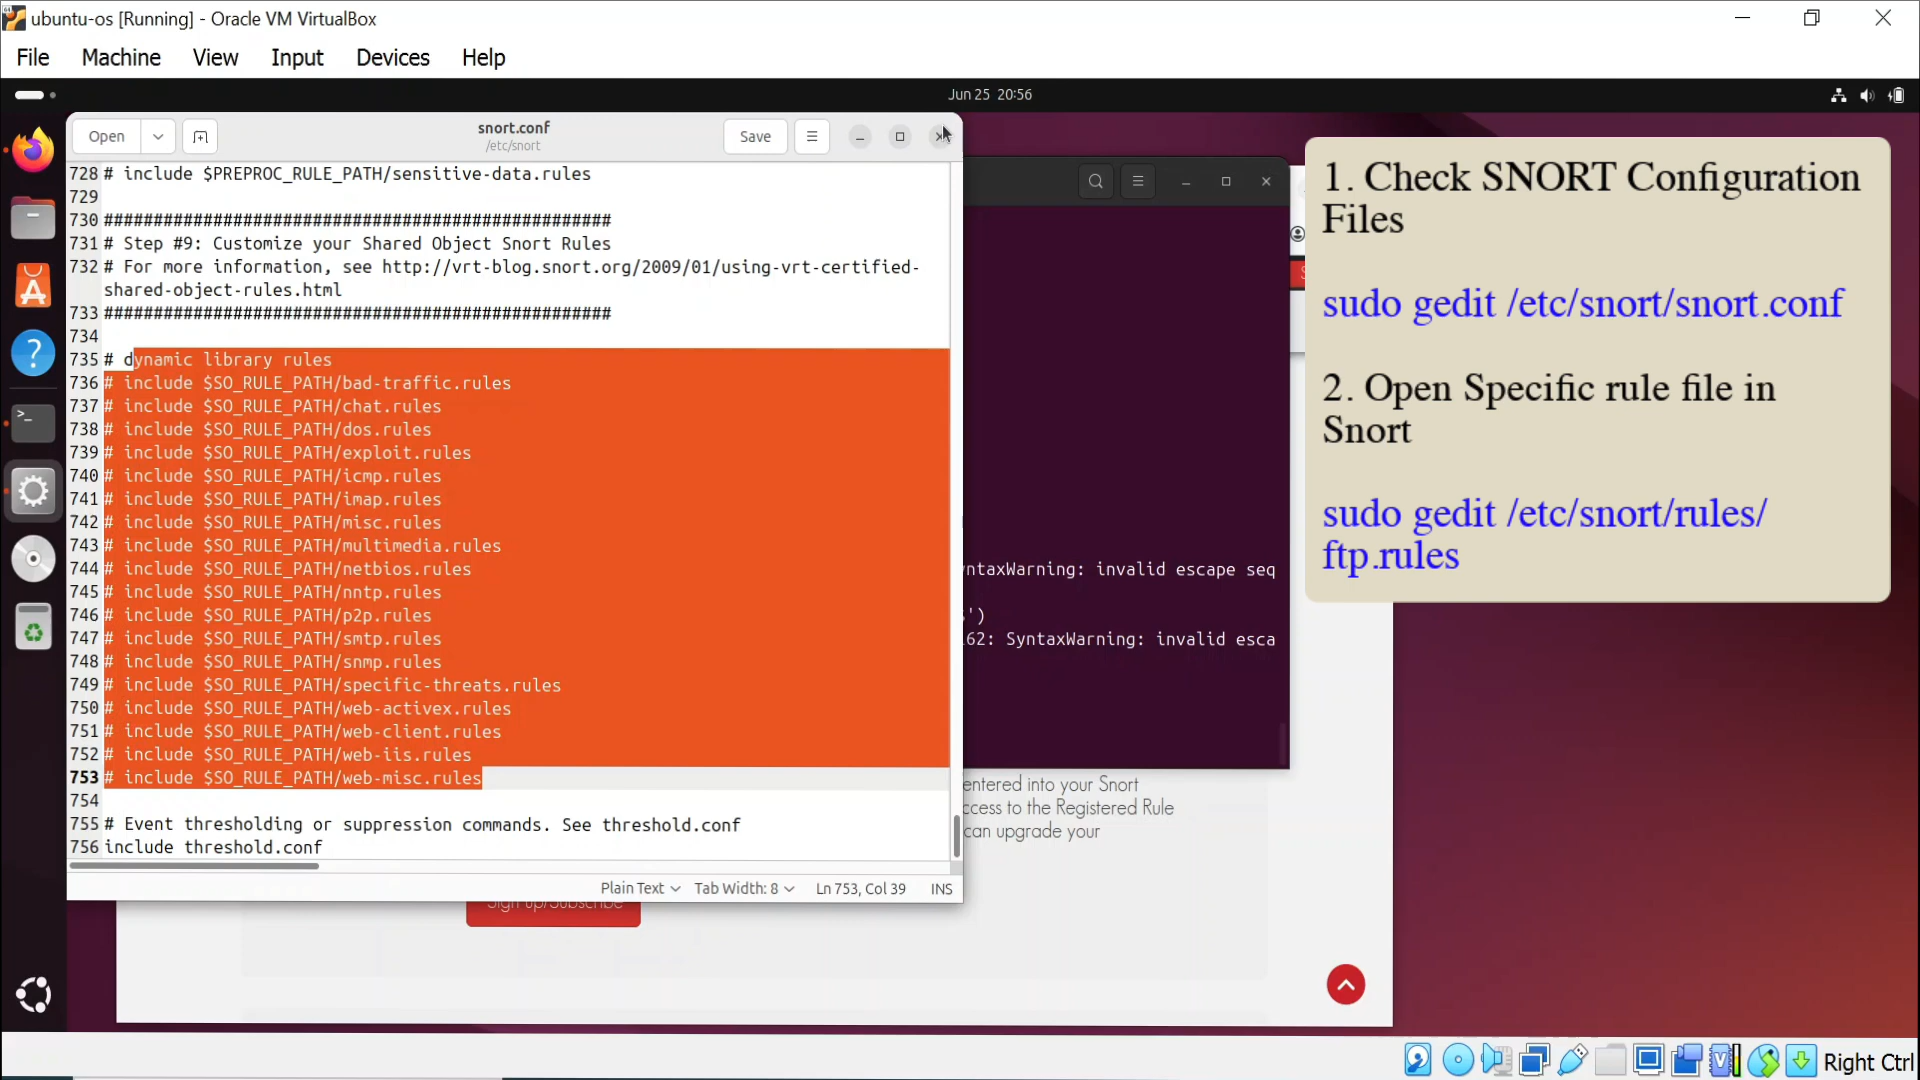 ubuntu-os [Running] - Oracle VM VirtualBox
File Machine View Input Devices Help
Jun 25 20:56
Open
snort.conf
/etc/snort
Save
728 # include $PREPROC_RULE_PATH/sensitive-data.rules
729
730 ###################################################
731 # Step #9: Customize your Shared Object Snort Rules
732 # For more information, see http://vrt-blog.snort.org/2009/01/using-vrt-certified-
shared-object-rules.html
733 ###################################################
734
735 # dynamic library rules
736 # include $SO_RULE_PATH/bad-traffic.rules
737 # include $SO_RULE_PATH/chat.rules
738 # include $SO_RULE_PATH/dos.rules
739 # include $SO_RULE_PATH/exploit.rules
740 # include $SO_RULE_PATH/icmp.rules
741 # include $SO_RULE_PATH/imap.rules
742 # include $SO_RULE_PATH/misc.rules
743 # include $SO_RULE_PATH/multimedia.rules
744 # include $SO_RULE_PATH/netbios.rules
745 # include $SO_RULE_PATH/nntp.rules
746 # include $SO_RULE_PATH/p2p.rules
747 # include $SO_RULE_PATH/smtp.rules
748 # include $SO_RULE_PATH/snmp.rules
749 # include $SO_RULE_PATH/specific-threats.rules
750 # include $SO_RULE_PATH/web-activex.rules
751 # include $SO_RULE_PATH/web-client.rules
752 # include $SO_RULE_PATH/web-iis.rules
753 # include $SO_RULE_PATH/web-misc.rules
754
755 # Event thresholding or suppression commands. See threshold.conf
756 include threshold.conf
Plain Text Tab Width: 8 Ln 753, Col 39 INS
ntaxWarning: invalid escape seq
')
62: SyntaxWarning: invalid esca
entered into your Snort
ccess to the Registered Rule
can upgrade your
Sign up/Subscribe
1. Check SNORT Configuration
Files
sudo gedit /etc/snort/snort.conf
2. Open Specific rule file in
Snort
sudo gedit /etc/snort/rules/
ftp.rules
Right Ctrl